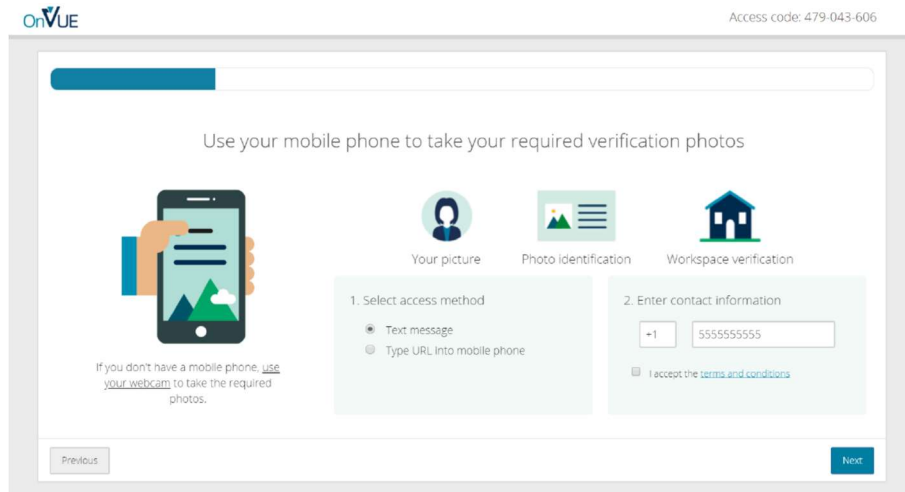 OnVUE
Access code: 479-043-606
Use your mobile phone to take your required verification photos
Your picture
Photo identification
Workspace verification
If you don't have a mobile phone, use
your webcam to take the required
photos.
1. Select access method
Text message
Type URL into mobile phone
2. Enter contact information
+1
5555555555
I accept the terms and conditions
Previous
Next